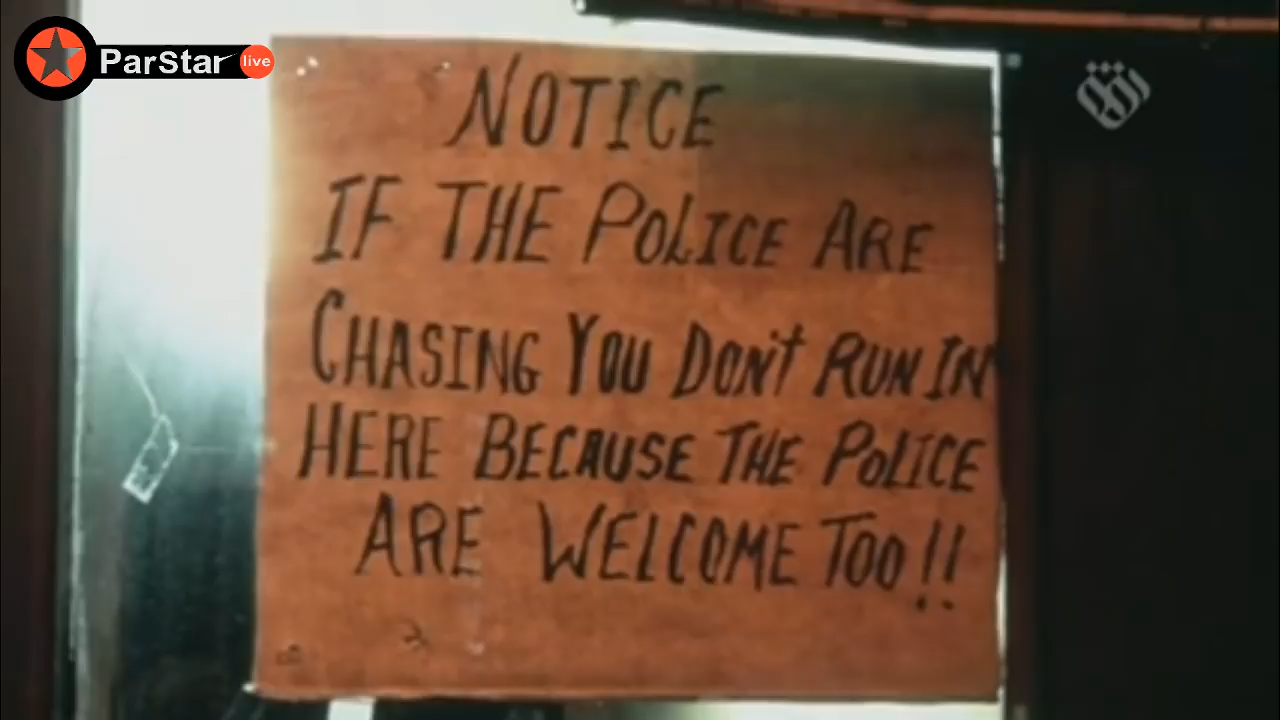 ParStar live
NOTICE
IF THE POLICE ARE
CHASING YOU DON'T RUN IN
HERE BECAUSE THE POLICE
ARE WELCOME TOO!!